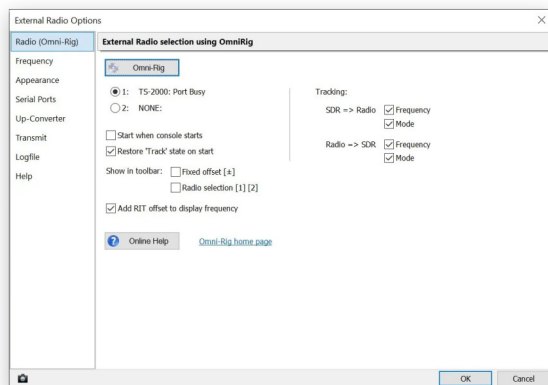 External Radio Options
Radio (Omni-Rig)
Frequency
Appearance
Serial Ports
Up-Converter
Transmit
Logfile
Help
External Radio selection using OmniRig
Omni-Rig
1: TS-2000: Port Busy
2: NONE:
Start when console starts
Restore 'Track' state on start
Show in toolbar: Fixed offset [±]
Radio selection [1] [2]
Add RIT offset to display frequency
Tracking:
SDR => Radio Frequency
Mode
Radio => SDR Frequency
Mode
Online Help Omni-Rig home page
OK Cancel